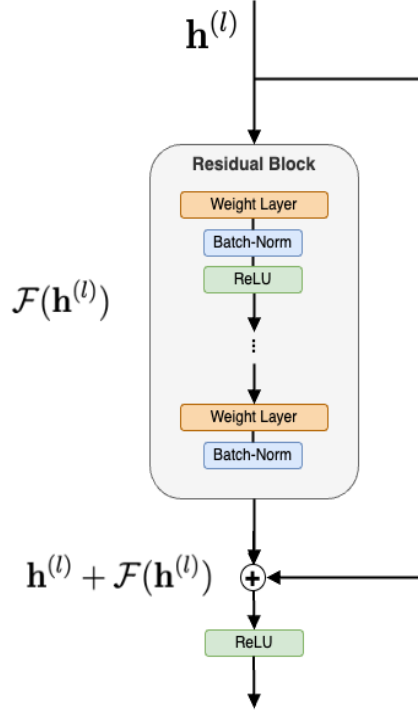 𝐡⁽ˡ⁾
Residual Block
Weight Layer
Batch-Norm
ReLU
ℱ(𝐡⁽ˡ⁾)
...
Weight Layer
Batch-Norm
𝐡⁽ˡ⁾ + ℱ(𝐡⁽ˡ⁾)
+
ReLU